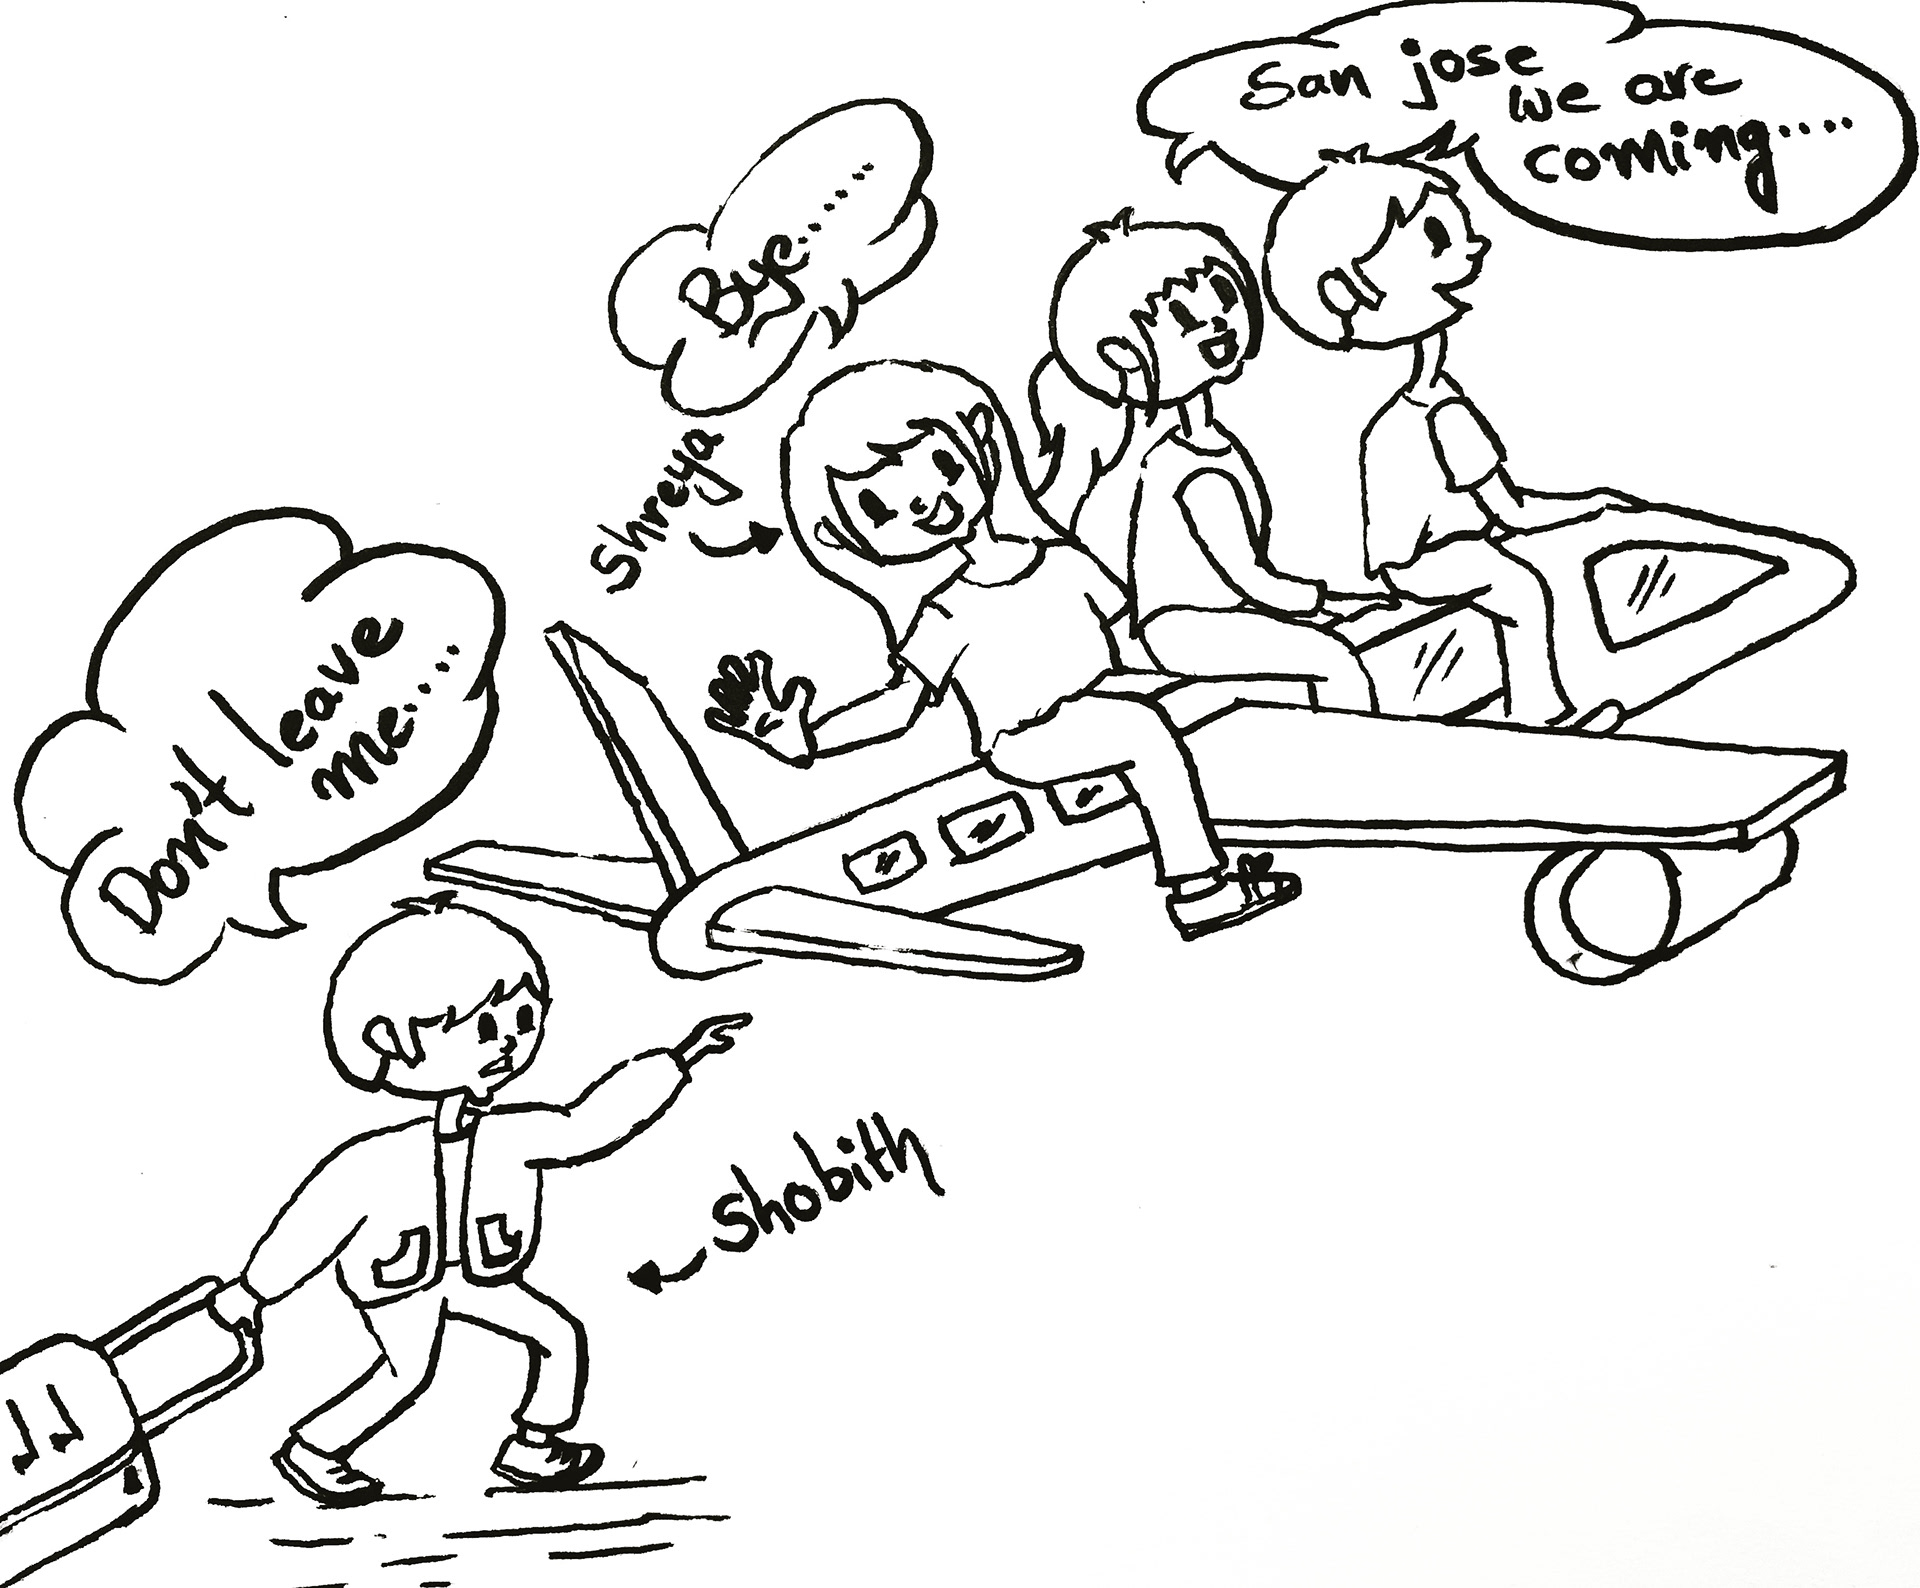 San jose
we are
coming....
Bye......
Shreya
Don't leave
me.....
Shobith